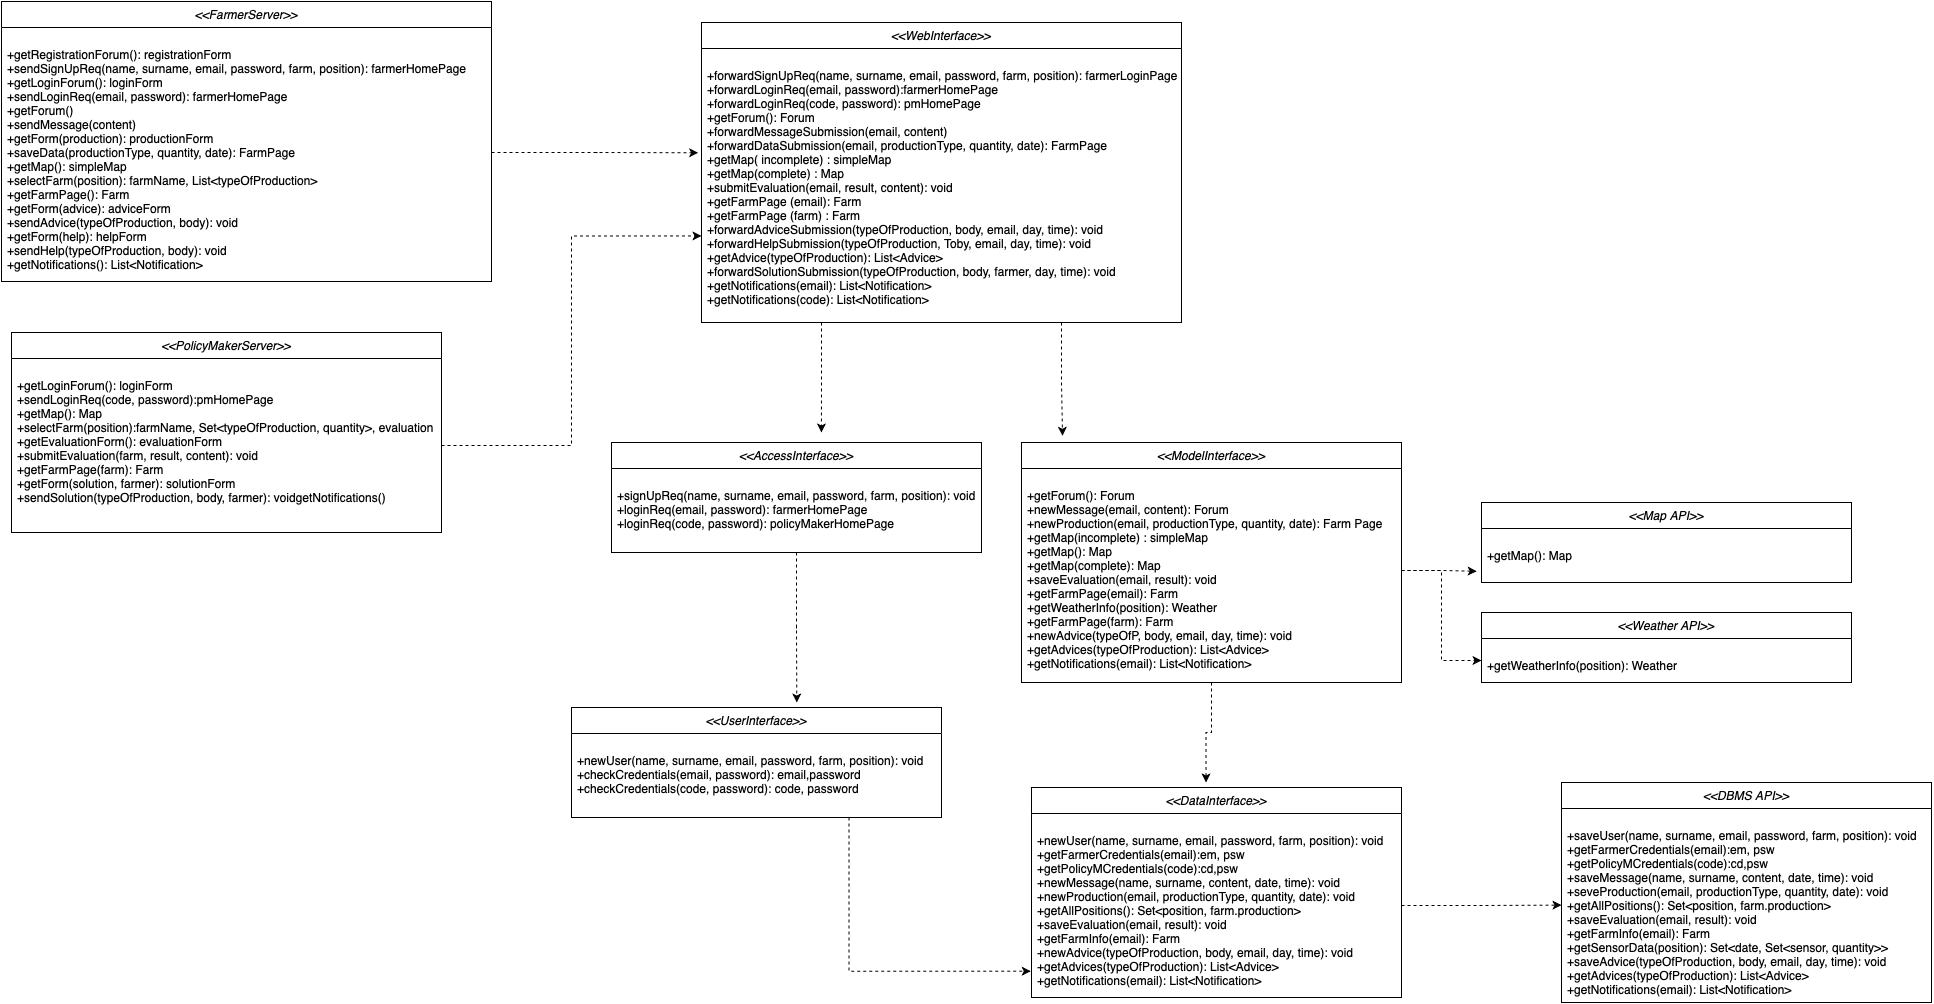 <<FarmerServer>>
+getRegistrationForum(): registrationForm
+sendSignUpReq(name, surname, email, password, farm, position): farmerHomePage
+getLoginForum(): loginForm
+sendLoginReq(email, password): farmerHomePage
+getForum()
+sendMessage(content)
+getForm(production): productionForm
+saveData(productionType, quantity, date): FarmPage
+getMap(): simpleMap
+selectFarm(position): farmName, List<typeOfProduction>
+getFarmPage(): Farm
+getForm(advice): adviceForm
+sendAdvice(typeOfProduction, body): void
+getForm(help): helpForm
+sendHelp(typeOfProduction, body): void
+getNotifications(): List<Notification>
<<WebInterface>>
+forwardSignUpReq(name, surname, email, password, farm, position): farmerLoginPage
+forwardLoginReq(email, password):farmerHomePage
+forwardLoginReq(code, password): pmHomePage
+getForum(): Forum
+forwardMessageSubmission(email, content)
+forwardDataSubmission(email, productionType, quantity, date): FarmPage
+getMap( incomplete) : simpleMap
+getMap(complete) : Map
+submitEvaluation(email, result, content): void
+getFarmPage (email): Farm
+getFarmPage (farm) : Farm
+forwardAdviceSubmission(typeOfProduction, body, email, day, time): void
+forwardHelpSubmission(typeOfProduction, Toby, email, day, time): void
+getAdvice(typeOfProduction): List<Advice>
+forwardSolutionSubmission(typeOfProduction, body, farmer, day, time): void
+getNotifications(email): List<Notification>
+getNotifications(code): List<Notification>
<<PolicyMakerServer>>
+getLoginForum(): loginForm
+sendLoginReq(code, password):pmHomePage
+getMap(): Map
+selectFarm(position):farmName, Set<typeOfProduction, quantity>, evaluation
+getEvaluationForm(): evaluationForm
+submitEvaluation(farm, result, content): void
+getFarmPage(farm): Farm
+getForm(solution, farmer): solutionForm
+sendSolution(typeOfProduction, body, farmer): voidgetNotifications()
<<AccessInterface>>
+signUpReq(name, surname, email, password, farm, position): void
+loginReq(email, password): farmerHomePage
+loginReq(code, password): policyMakerHomePage
<<ModelInterface>>
+getForum(): Forum
+newMessage(email, content): Forum
+newProduction(email, productionType, quantity, date): Farm Page
+getMap(incomplete) : simpleMap
+getMap(): Map
+getMap(complete): Map
+saveEvaluation(email, result): void
+getFarmPage(email): Farm
+getWeatherInfo(position): Weather
+getFarmPage(farm): Farm
+newAdvice(typeOfP, body, email, day, time): void
+getAdvices(typeOfProduction): List<Advice>
+getNotifications(email): List<Notification>
<<Map API>>
+getMap(): Map
<<Weather API>>
+getWeatherInfo(position): Weather
<<UserInterface>>
+newUser(name, surname, email, password, farm, position): void
+checkCredentials(email, password): email,password
+checkCredentials(code, password): code, password
<<DataInterface>>
+newUser(name, surname, email, password, farm, position): void
+getFarmerCredentials(email):em, psw
+getPolicyMCredentials(code):cd,psw
+newMessage(name, surname, content, date, time): void
+newProduction(email, productionType, quantity, date): void
+getAllPositions(): Set<position, farm.production>
+saveEvaluation(email, result): void
+getFarmInfo(email): Farm
+newAdvice(typeOfProduction, body, email, day, time): void
+getAdvices(typeOfProduction): List<Advice>
+getNotifications(email): List<Notification>
<<DBMS API>>
+saveUser(name, surname, email, password, farm, position): void
+getFarmerCredentials(email):em, psw
+getPolicyMCredentials(code):cd,psw
+saveMessage(name, surname, content, date, time): void
+seveProduction(email, productionType, quantity, date): void
+getAllPositions(): Set<position, farm.production>
+saveEvaluation(email, result): void
+getFarmInfo(email): Farm
+getSensorData(position): Set<date, Set<sensor, quantity>>
+saveAdvice(typeOfProduction, body, email, day, time): void
+getAdvices(typeOfProduction): List<Advice>
+getNotifications(email): List<Notification>